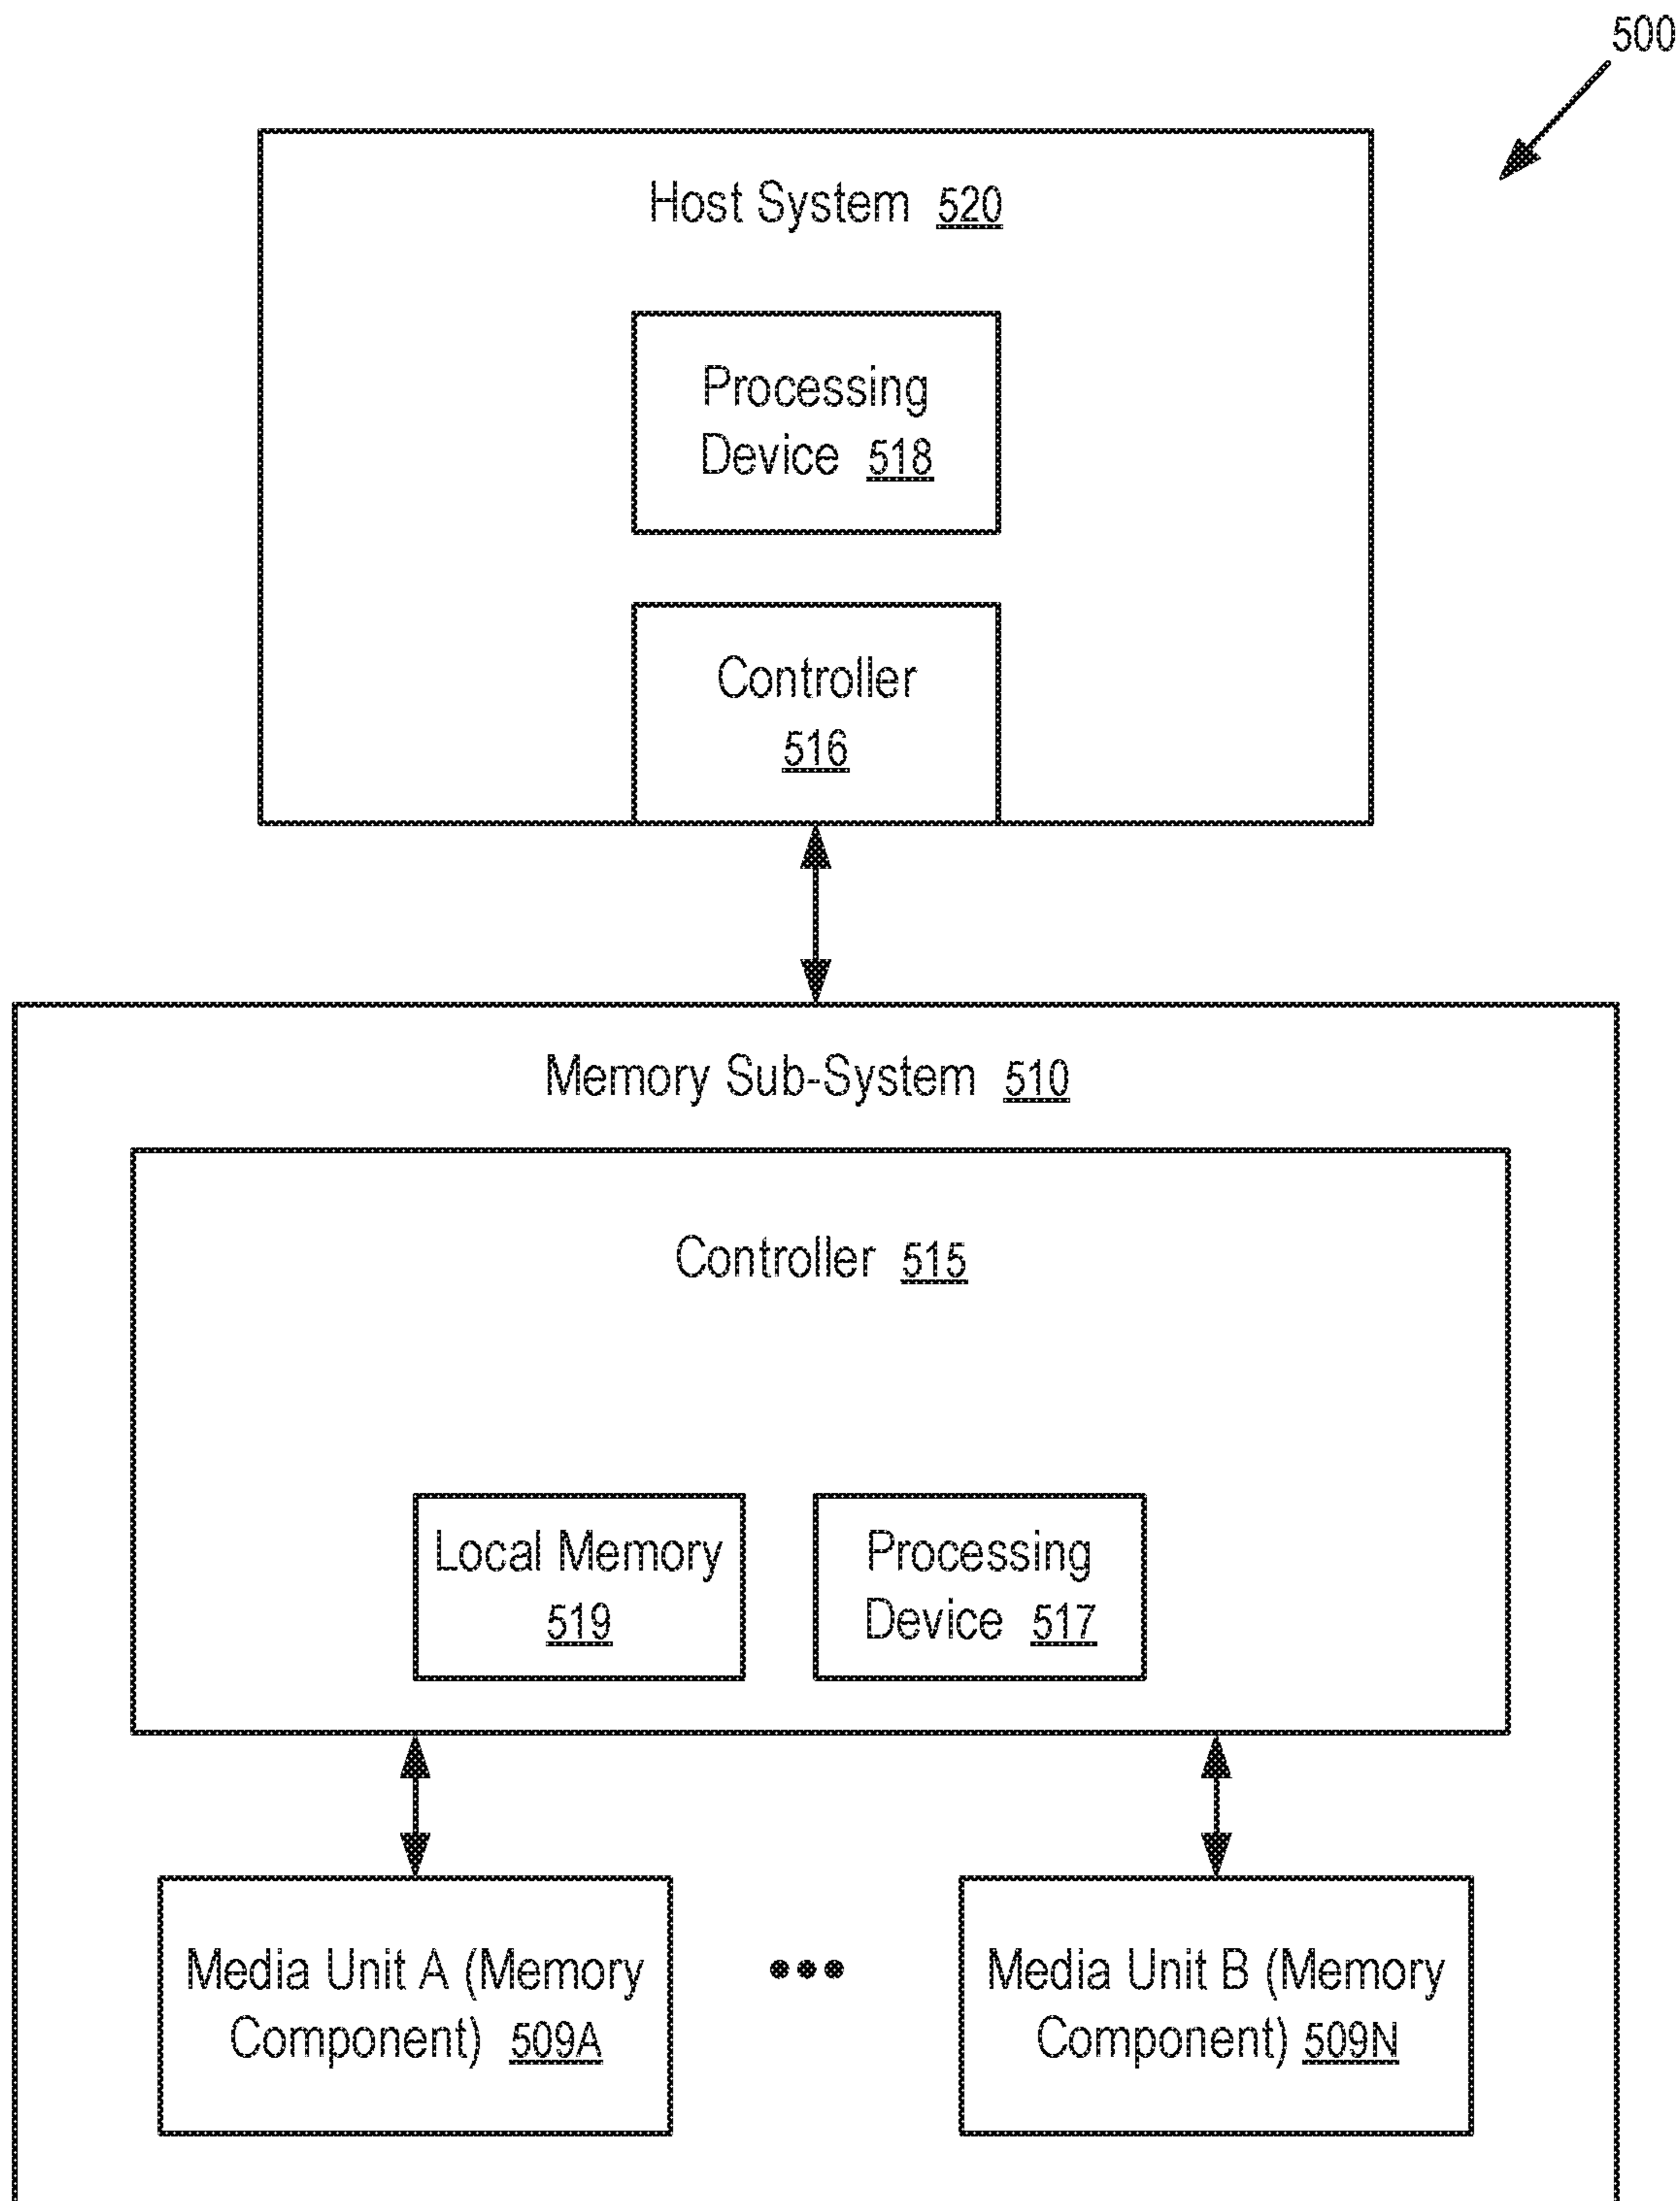 500
Host System 520
Processing
Device 518
Controller
516
Memory Sub-System 510
Controller 515
Local Memory
519
Processing
Device 517
Media Unit A (Memory
Component) 509A
Media Unit B (Memory
Component) 509N